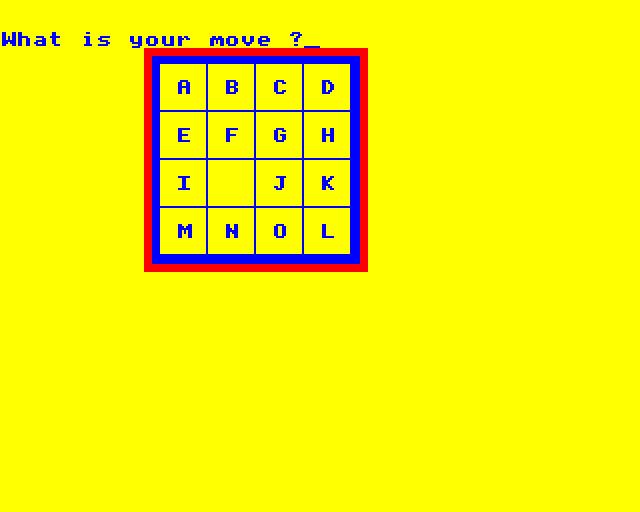 What is your move ?_
A B C D
E F G H
I J K
M N O L